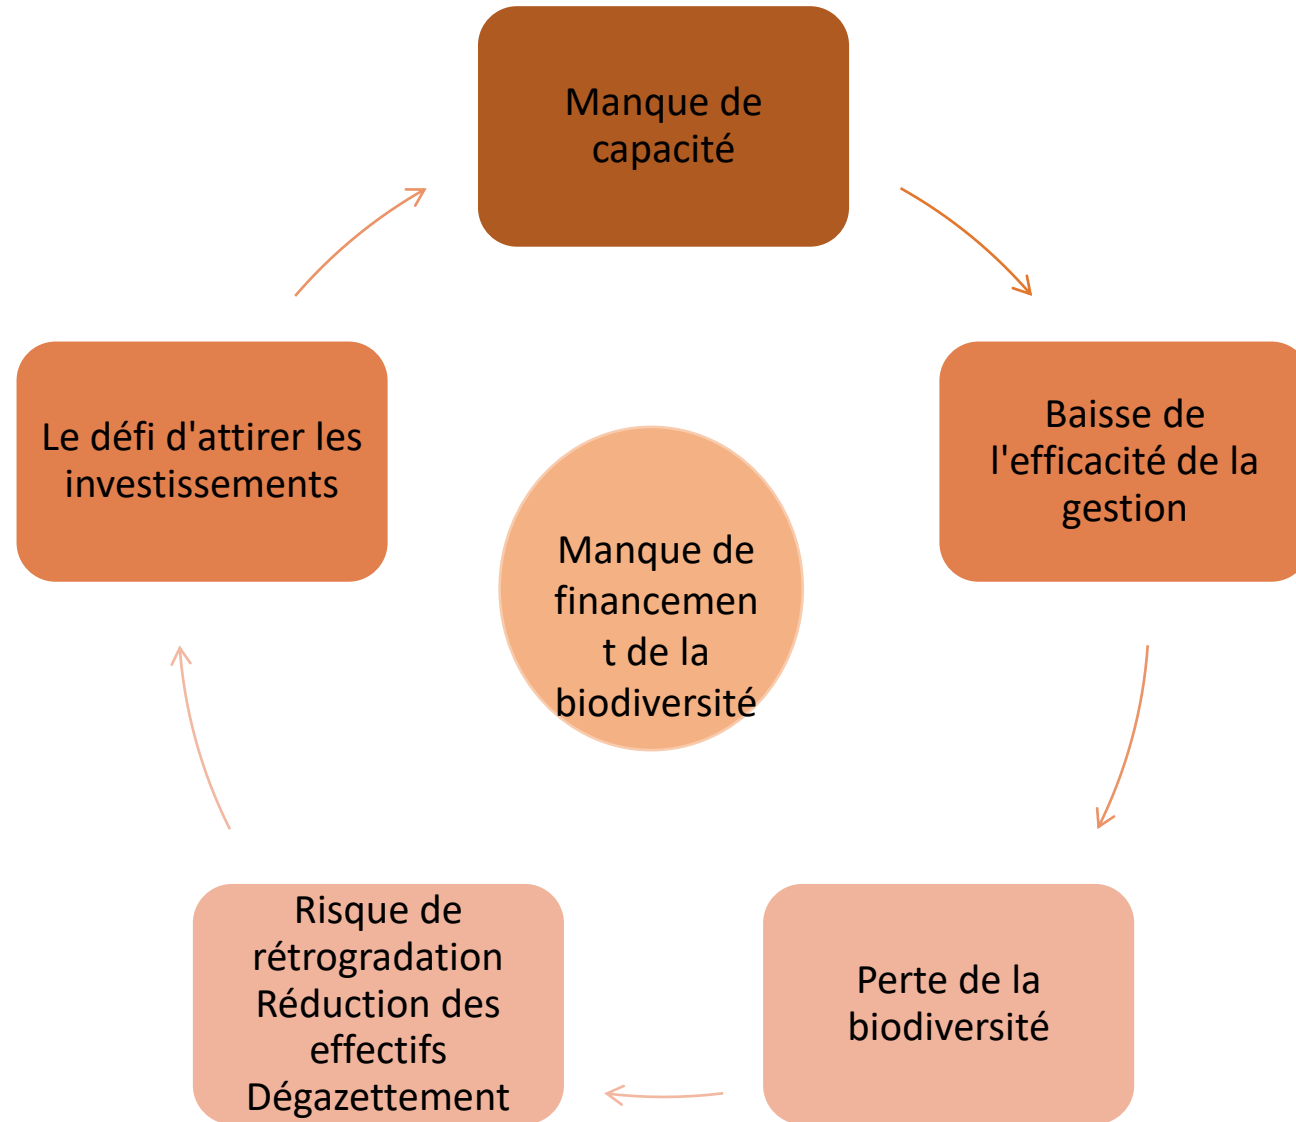 Manque de
capacité
Baisse de
l'efficacité de la
gestion
Perte de la
biodiversité
Risque de
rétrogradation
Réduction des
effectifs
Dégazettement
Le défi d'attirer les
investissements
Manque de
financemen
t de la
biodiversité